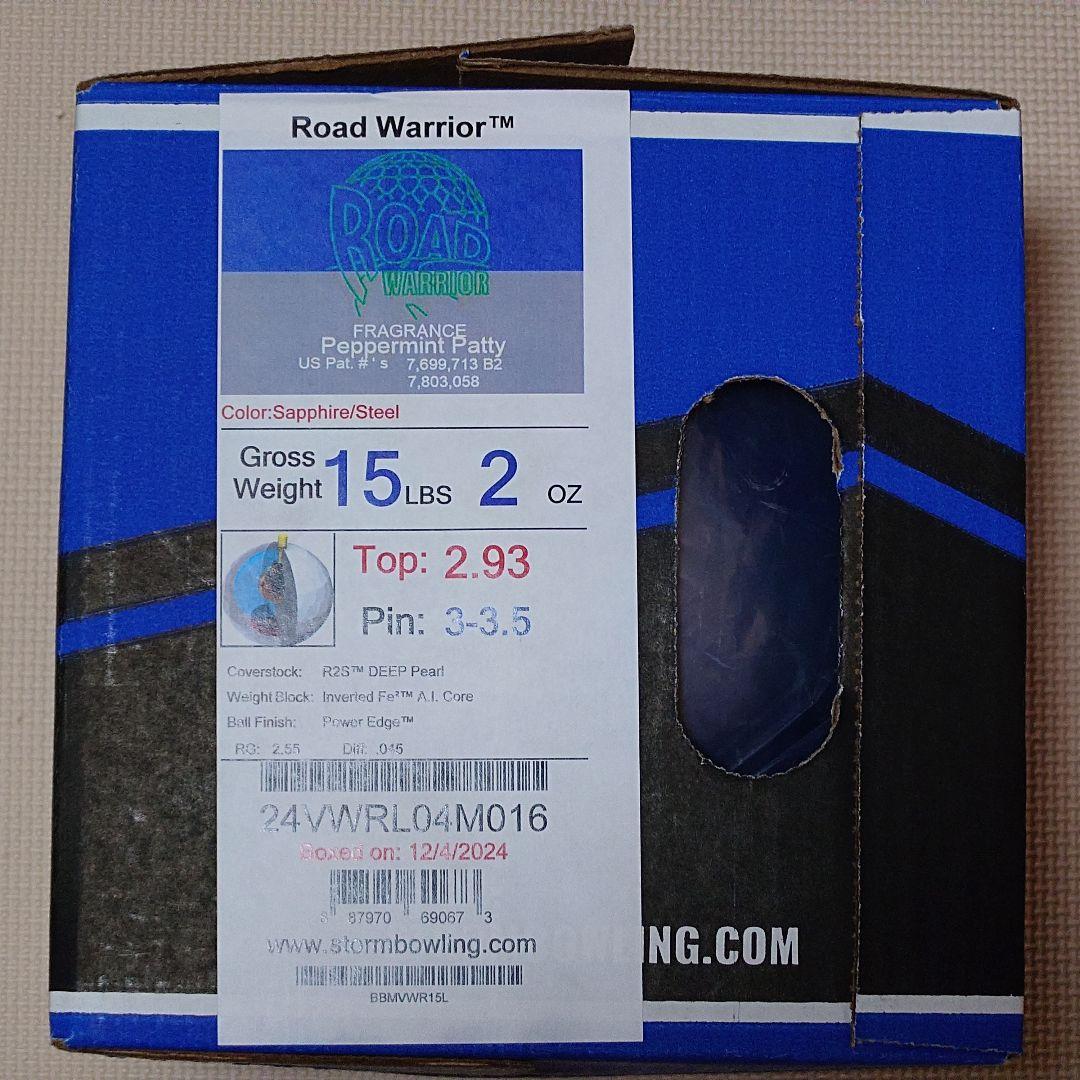 Road Warrior™
ROAD
WARRIOR
FRAGRANCE
Peppermint Patty
US Pat. #'s 7,699,713 B2
7,803,058
Color:Sapphire/Steel
Gross Weight 15 LBS 2 OZ
Top: 2.93
Pin: 3-3.5
Coverstock: R2S™ DEEP Pearl
Weight Block: Inverted Fe²™ A.I. Core
Ball Finish: Power Edge™
RG: 2.55 Diff: .045
24VWRL04M016
Boxed on: 12/4/2024
8 87970 69067 3
www.stormbowling.com
BBMVWR15L
ING.COM